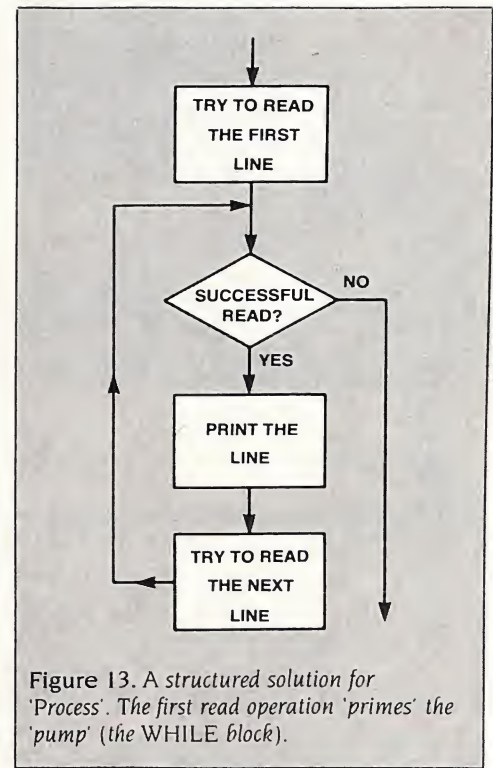 TRY TO READ
THE FIRST
LINE
SUCCESSFUL
READ?
NO
YES
PRINT THE
LINE
TRY TO READ
THE NEXT
LINE
Figure 13. A structured solution for
'Process'. The first read operation 'primes' the
'pump' (the WHILE block).